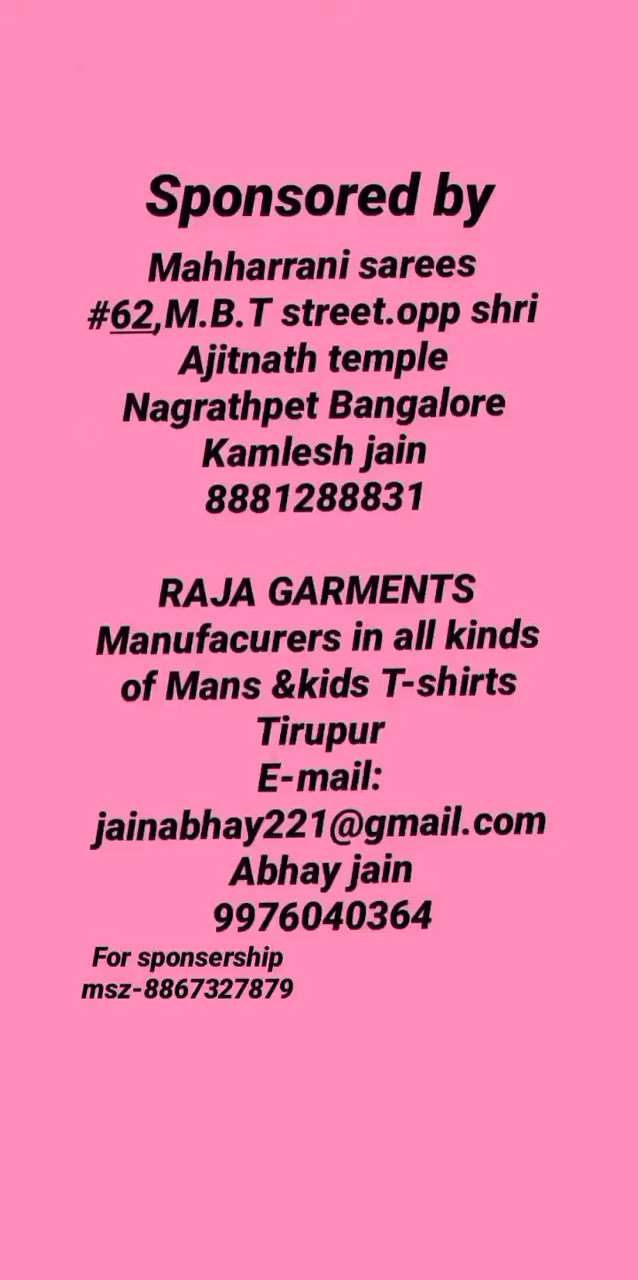 Sponsored by
Mahharrani sarees
#62,M.B.T street.opp shri
Ajitnath temple
Nagrathpet Bangalore
Kamlesh jain
8881288831
RAJA GARMENTS
Manufacurers in all kinds
of Mans &kids T-shirts
Tirupur
E-mail:
jainabhay221@gmail.com
Abhay jain
9976040364
For sponsership
msz-8867327879